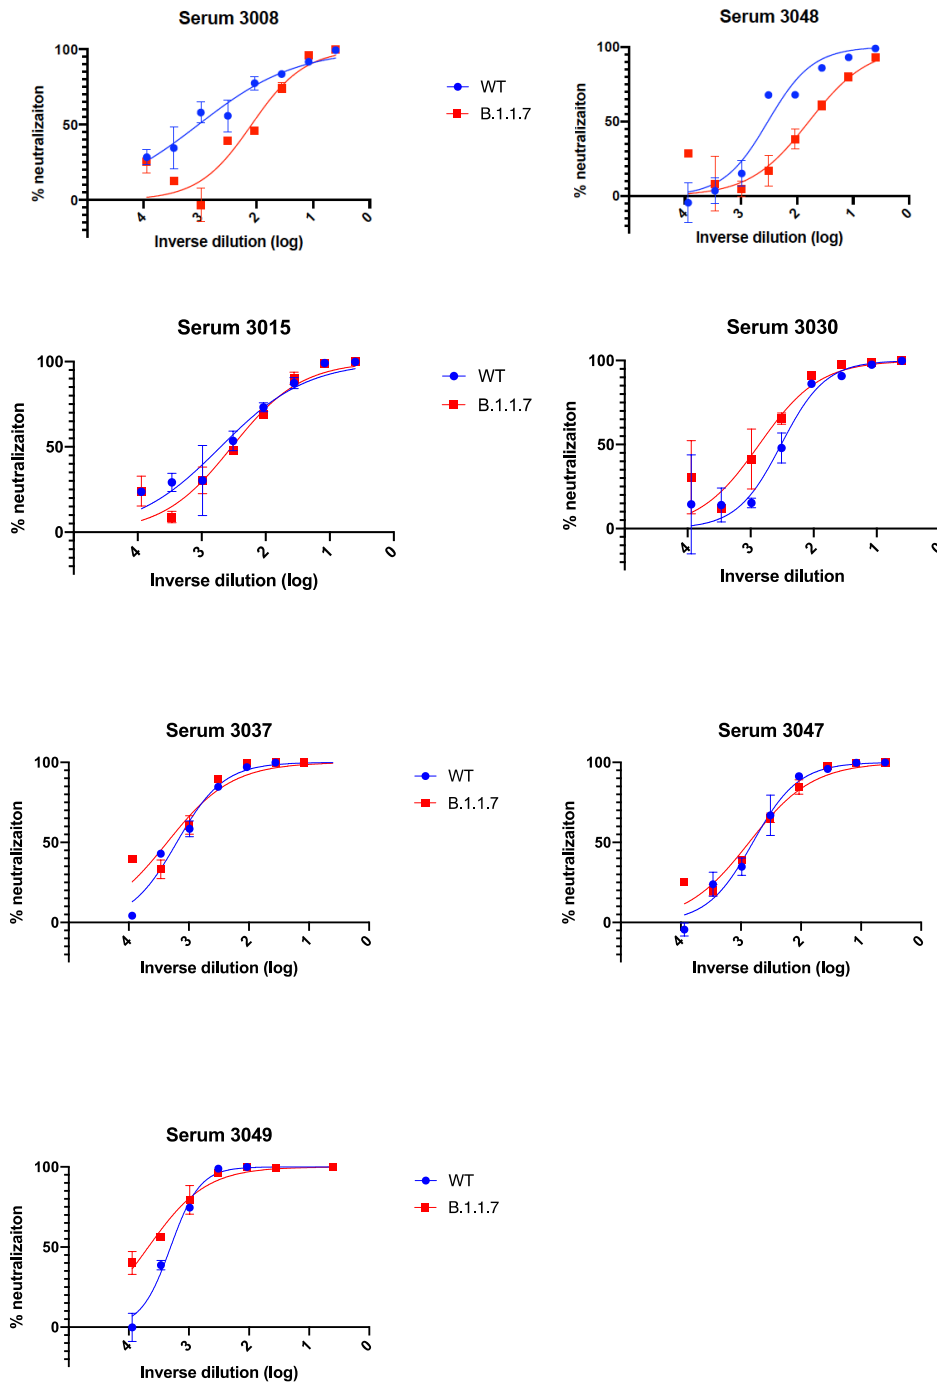 Serum 3008
100
50
0
% neutralizaiton
4 3 2 1 0
Inverse dilution (log)
WT
B.1.1.7
Serum 3048
100
50
0
% neutralizaiton
4 3 2 1 0
Inverse dilution (log)
Serum 3015
100
50
0
% neutralizaiton
4 3 2 1 0
Inverse dilution (log)
WT
B.1.1.7
Serum 3030
100
50
0
% neutralizaiton
4 3 2 1 0
Inverse dilution
Serum 3037
100
50
0
% neutralizaiton
4 3 2 1 0
Inverse dilution (log)
WT
B.1.1.7
Serum 3047
100
50
0
% neutralizaiton
4 3 2 1 0
Inverse dilution (log)
Serum 3049
100
50
0
% neutralizaiton
4 3 2 1 0
Inverse dilution (log)
WT
B.1.1.7